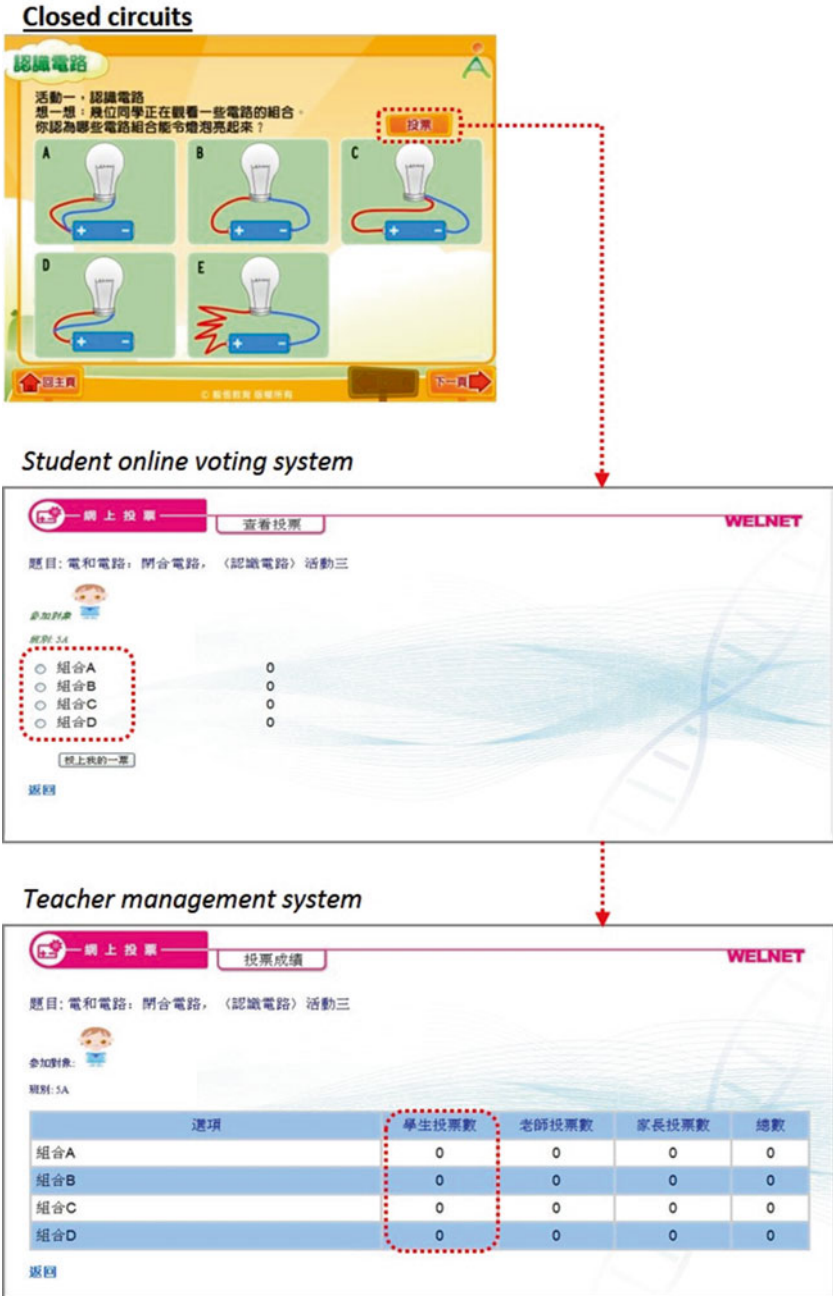 Closed circuits
認識電路
活動一，認識電路
想一想：幾位同學正在觀看一些電路的組合。
你認為哪些電路組合能令燈泡亮起來？
投票
A
B
C
+ -
+ -
+ -
D
E
+ -
+ -
回主頁
下一頁
版權所有
Student online voting system
網上投票
查看投票
WELNET
題目: 電和電路: 閉合電路, 〈認識電路〉活動三
參加對象
班別: 5A
組合A 0
組合B 0
組合C 0
組合D 0
投上我的一票
返回
Teacher management system
網上投票
投票成績
WELNET
題目: 電和電路: 閉合電路, 〈認識電路〉活動三
參加對象:
班別: 5A
選項 學生投票數 老師投票數 家長投票數 總數
組合A 0 0 0 0
組合B 0 0 0 0
組合C 0 0 0 0
組合D 0 0 0 0
返回